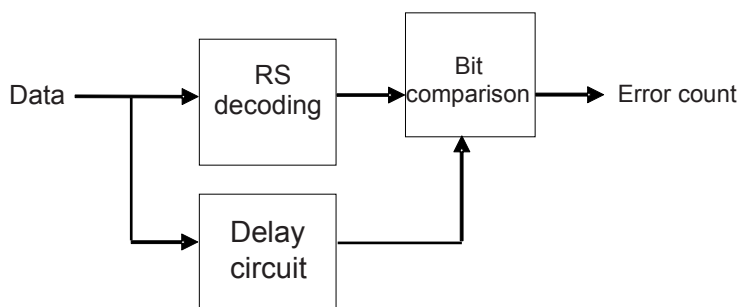 Data
RS
decoding
Bit
comparison
Error count
Delay
circuit